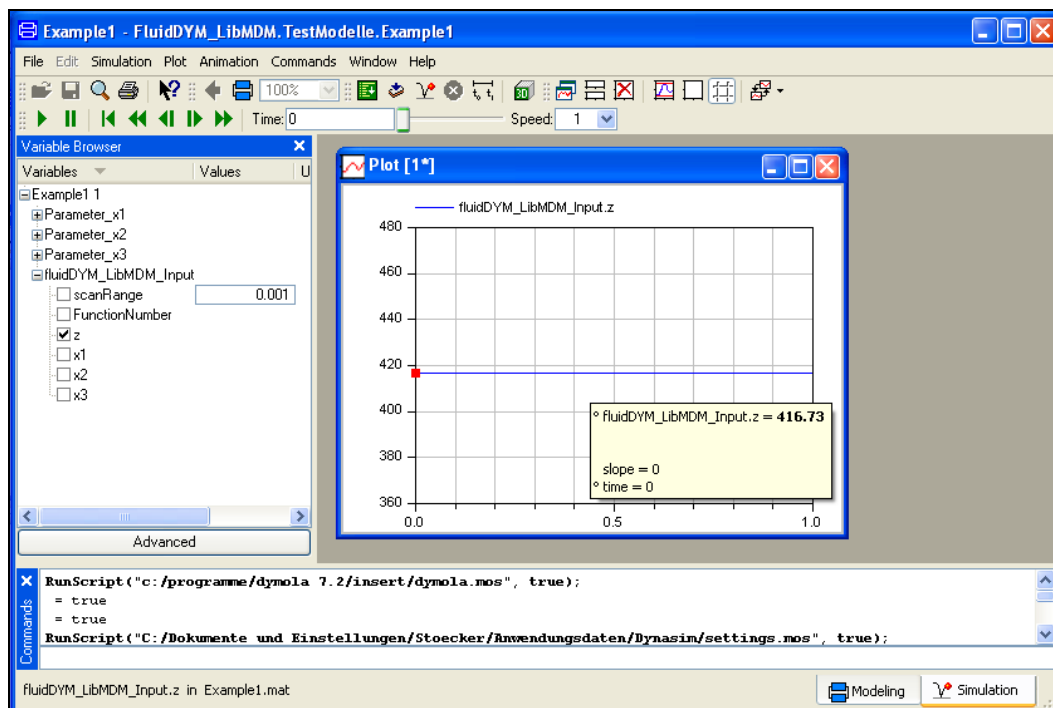 Example1 - FluidDYM_LibMDM.TestModelle.Example1
File Edit Simulation Plot Animation Commands Window Help
100%
3D
Time: 0 Speed: 1
Variable Browser
Variables Values U
Example1 1
Parameter_x1
Parameter_x2
Parameter_x3
fluidDYM_LibMDM_Input
scanRange 0.001
FunctionNumber
z
x1
x2
x3
Advanced
Plot [1*]
fluidDYM_LibMDM_Input.z
480
460
440
420
400
380
360
0.0 0.5 1.0
fluidDYM_LibMDM_Input.z = 416.73
slope = 0
time = 0
Commands
RunScript("c:/programme/dymola 7.2/insert/dymola.mos", true);
= true
= true
RunScript("C:/Dokumente und Einstellungen/Stoecker/Anwendungsdaten/Dynasim/settings.mos", true);
fluidDYM_LibMDM_Input.z in Example1.mat
Modeling Simulation